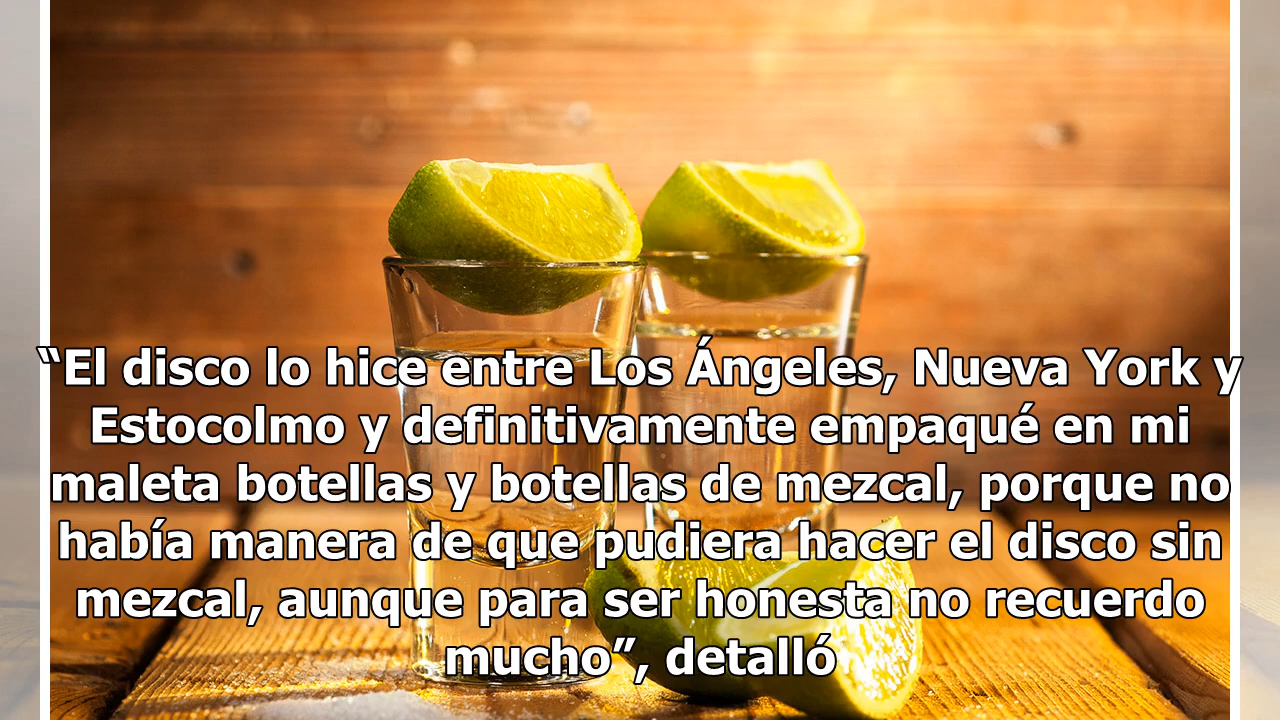 “El disco lo hice entre Los Ángeles, Nueva York y
Estocolmo y definitivamente empaqué en mi
maleta botellas y botellas de mezcal, porque no
había manera de que pudiera hacer el disco sin
mezcal, aunque para ser honesta no recuerdo
mucho”, detalló